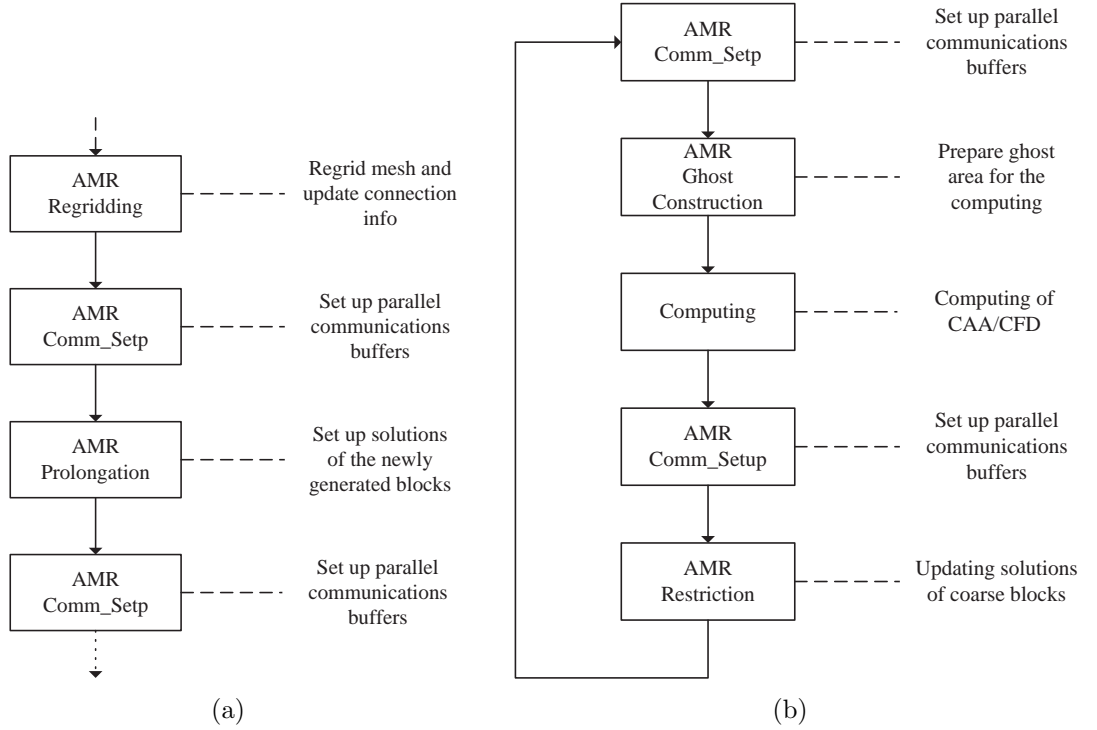 AMR
Regridding
Regrid mesh and
update connection
info
AMR
Comm_Setp
Set up parallel
communications
buffers
AMR
Prolongation
Set up solutions
of the newly
generated blocks
AMR
Comm_Setp
Set up parallel
communications
buffers
(a)
AMR
Comm_Setp
Set up parallel
communications
buffers
AMR
Ghost
Construction
Prepare ghost
area for the
computing
Computing
Computing of
CAA/CFD
AMR
Comm_Setup
Set up parallel
communications
buffers
AMR
Restriction
Updating solutions
of coarse blocks
(b)